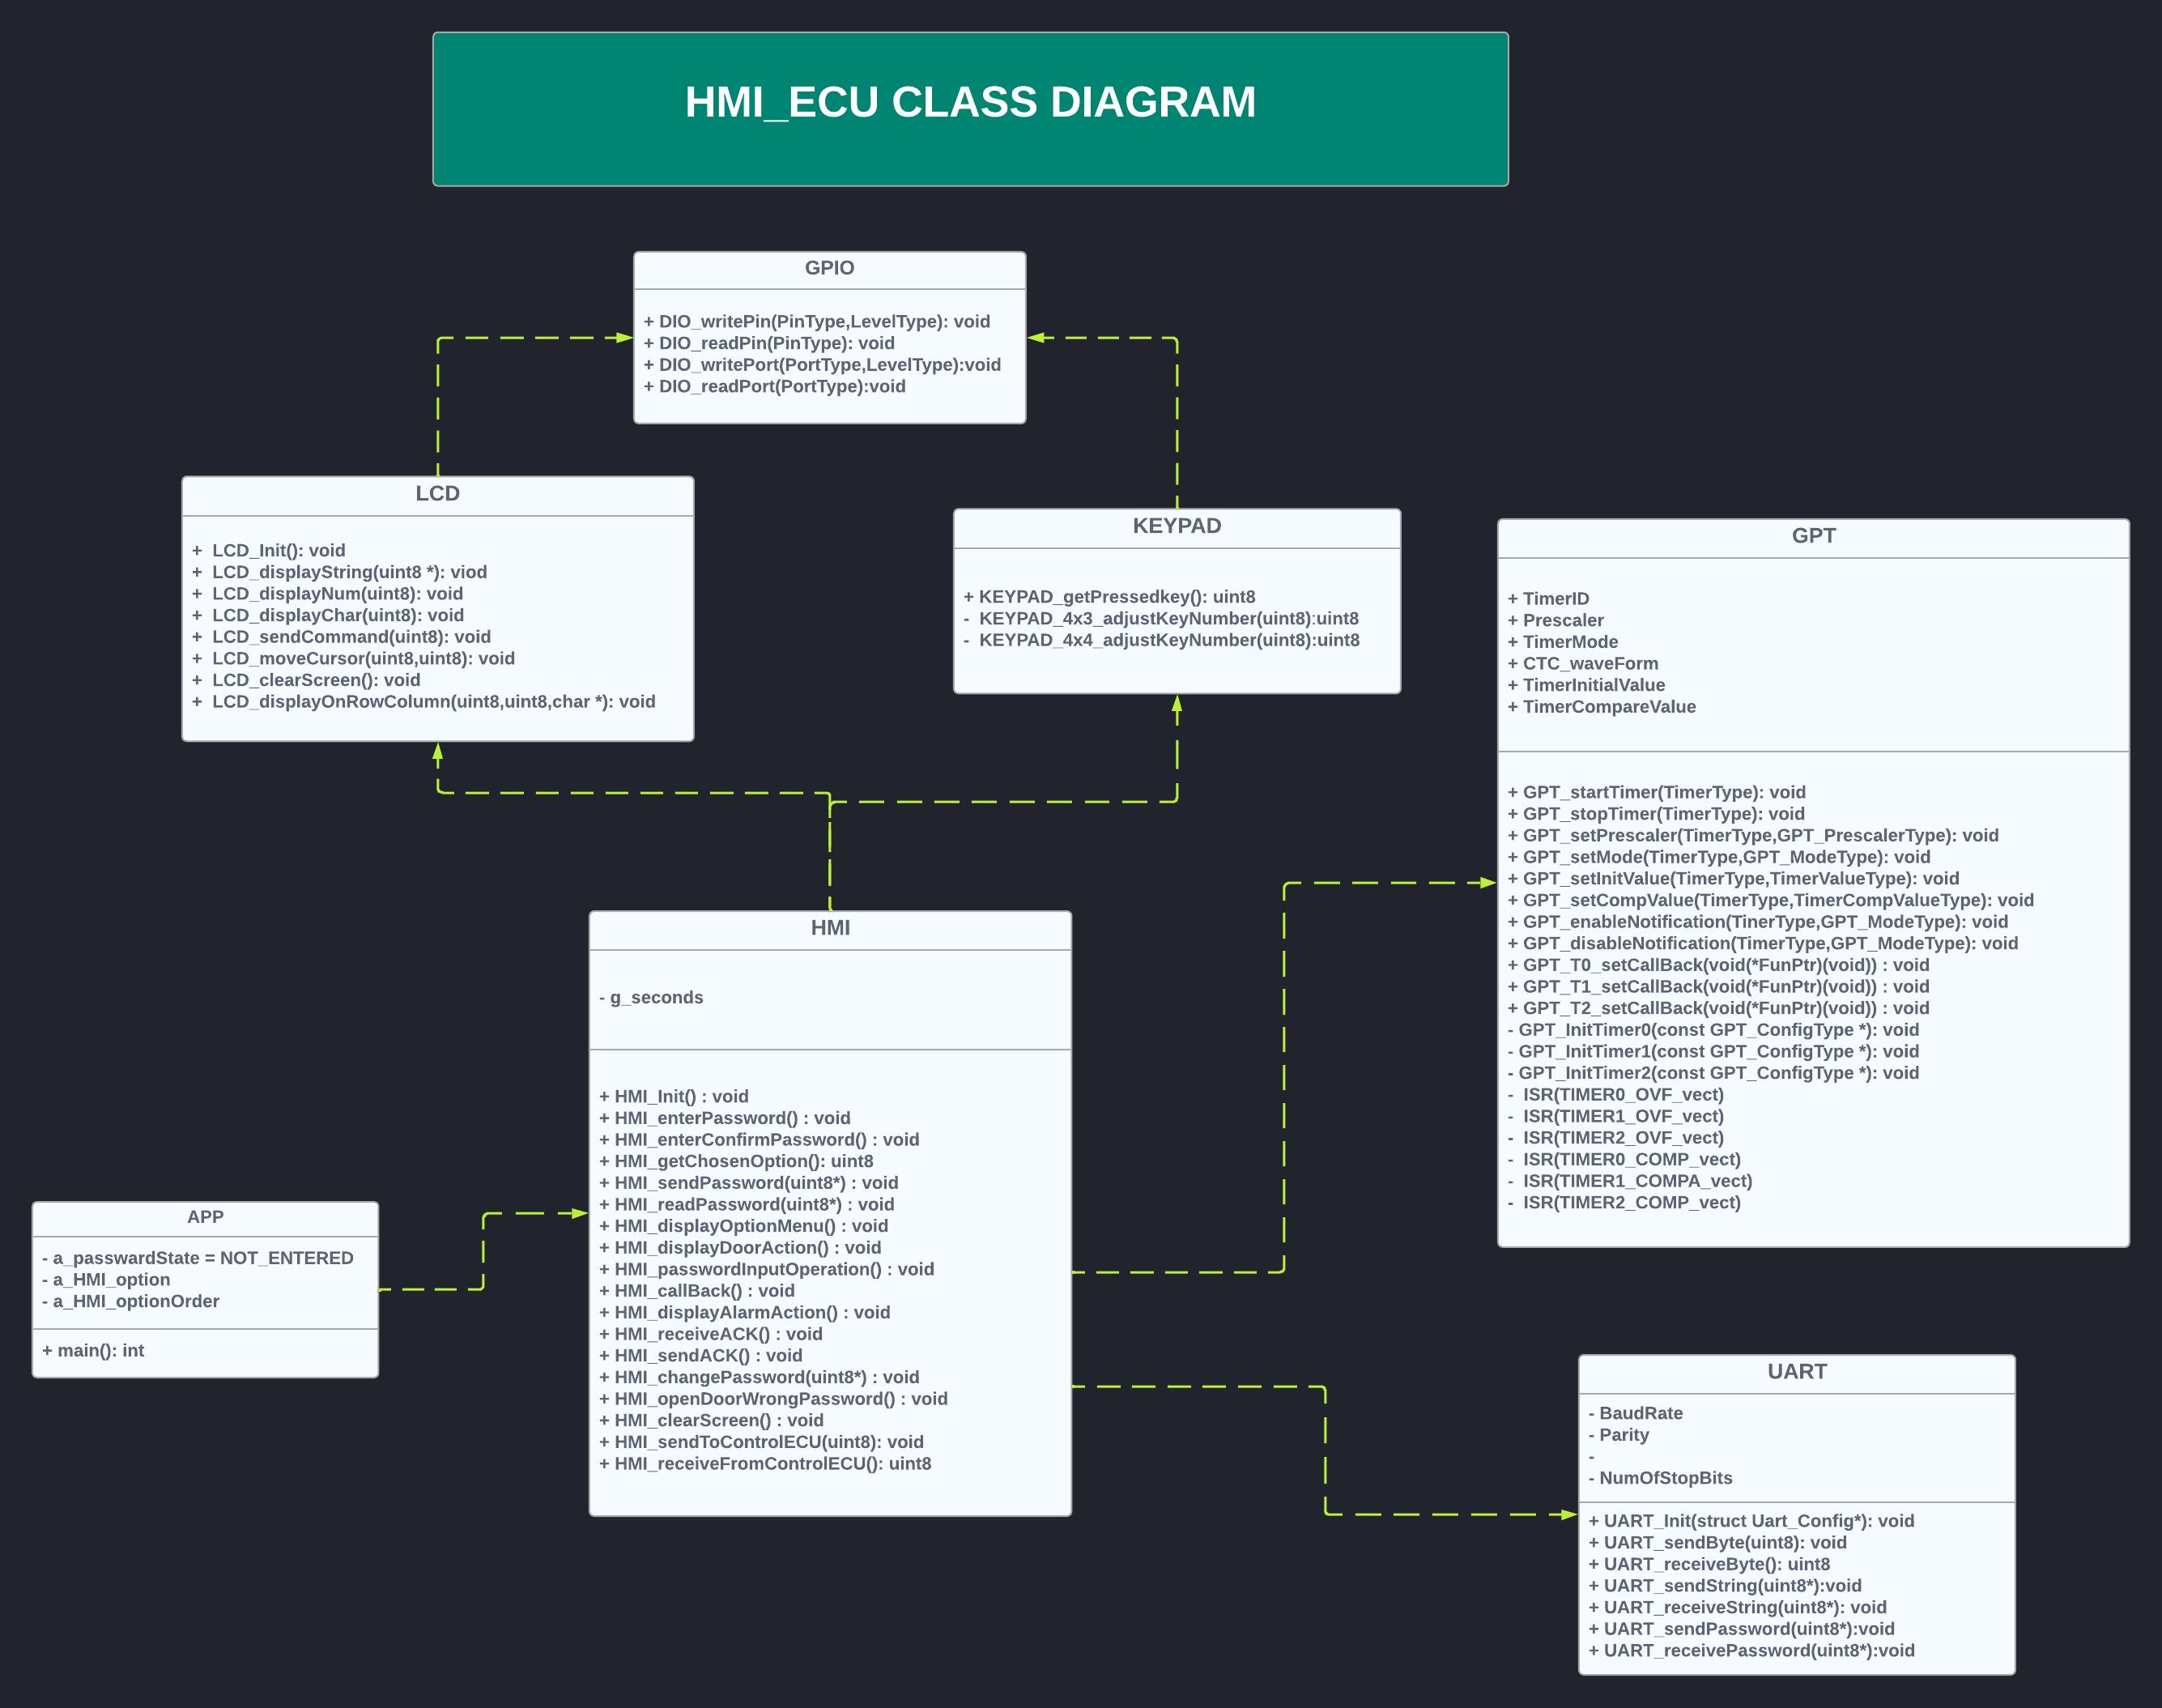 HMI_ECU CLASS DIAGRAM
GPIO
+ DIO_writePin(PinType,LevelType): void
+ DIO_readPin(PinType): void
+ DIO_writePort(PortType,LevelType):void
+ DIO_readPort(PortType):void
LCD
+ LCD_Init(): void
+ LCD_displayString(uint8 *): viod
+ LCD_displayNum(uint8): void
+ LCD_displayChar(uint8): void
+ LCD_sendCommand(uint8): void
+ LCD_moveCursor(uint8,uint8): void
+ LCD_clearScreen(): void
+ LCD_displayOnRowColumn(uint8,uint8,char *): void
KEYPAD
+ KEYPAD_getPressedkey(): uint8
- KEYPAD_4x3_adjustKeyNumber(uint8):uint8
- KEYPAD_4x4_adjustKeyNumber(uint8):uint8
GPT
+ TimerID
+ Prescaler
+ TimerMode
+ CTC_waveForm
+ TimerInitialValue
+ TimerCompareValue
+ GPT_startTimer(TimerType): void
+ GPT_stopTimer(TimerType): void
+ GPT_setPrescaler(TimerType,GPT_PrescalerType): void
+ GPT_setMode(TimerType,GPT_ModeType): void
+ GPT_setInitValue(TimerType,TimerValueType): void
+ GPT_setCompValue(TimerType,TimerCompValueType): void
+ GPT_enableNotification(TinerType,GPT_ModeType): void
+ GPT_disableNotification(TimerType,GPT_ModeType): void
+ GPT_T0_setCallBack(void(*FunPtr)(void)) : void
+ GPT_T1_setCallBack(void(*FunPtr)(void)) : void
+ GPT_T2_setCallBack(void(*FunPtr)(void)) : void
- GPT_InitTimer0(const GPT_ConfigType *): void
- GPT_InitTimer1(const GPT_ConfigType *): void
- GPT_InitTimer2(const GPT_ConfigType *): void
- ISR(TIMER0_OVF_vect)
- ISR(TIMER1_OVF_vect)
- ISR(TIMER2_OVF_vect)
- ISR(TIMER0_COMP_vect)
- ISR(TIMER1_COMPA_vect)
- ISR(TIMER2_COMP_vect)
HMI
- g_seconds
+ HMI_Init() : void
+ HMI_enterPassword() : void
+ HMI_enterConfirmPassword() : void
+ HMI_getChosenOption(): uint8
+ HMI_sendPassword(uint8*) : void
+ HMI_readPassword(uint8*) : void
+ HMI_displayOptionMenu() : void
+ HMI_displayDoorAction() : void
+ HMI_passwordInputOperation() : void
+ HMI_callBack() : void
+ HMI_displayAlarmAction() : void
+ HMI_receiveACK() : void
+ HMI_sendACK() : void
+ HMI_changePassword(uint8*) : void
+ HMI_openDoorWrongPassword() : void
+ HMI_clearScreen() : void
+ HMI_sendToControlECU(uint8): void
+ HMI_receiveFromControlECU(): uint8
APP
- a_passwardState = NOT_ENTERED
- a_HMI_option
- a_HMI_optionOrder
+ main(): int
UART
- BaudRate
- Parity
-
- NumOfStopBits
+ UART_Init(struct Uart_Config*): void
+ UART_sendByte(uint8): void
+ UART_receiveByte(): uint8
+ UART_sendString(uint8*):void
+ UART_receiveString(uint8*): void
+ UART_sendPassword(uint8*):void
+ UART_receivePassword(uint8*):void